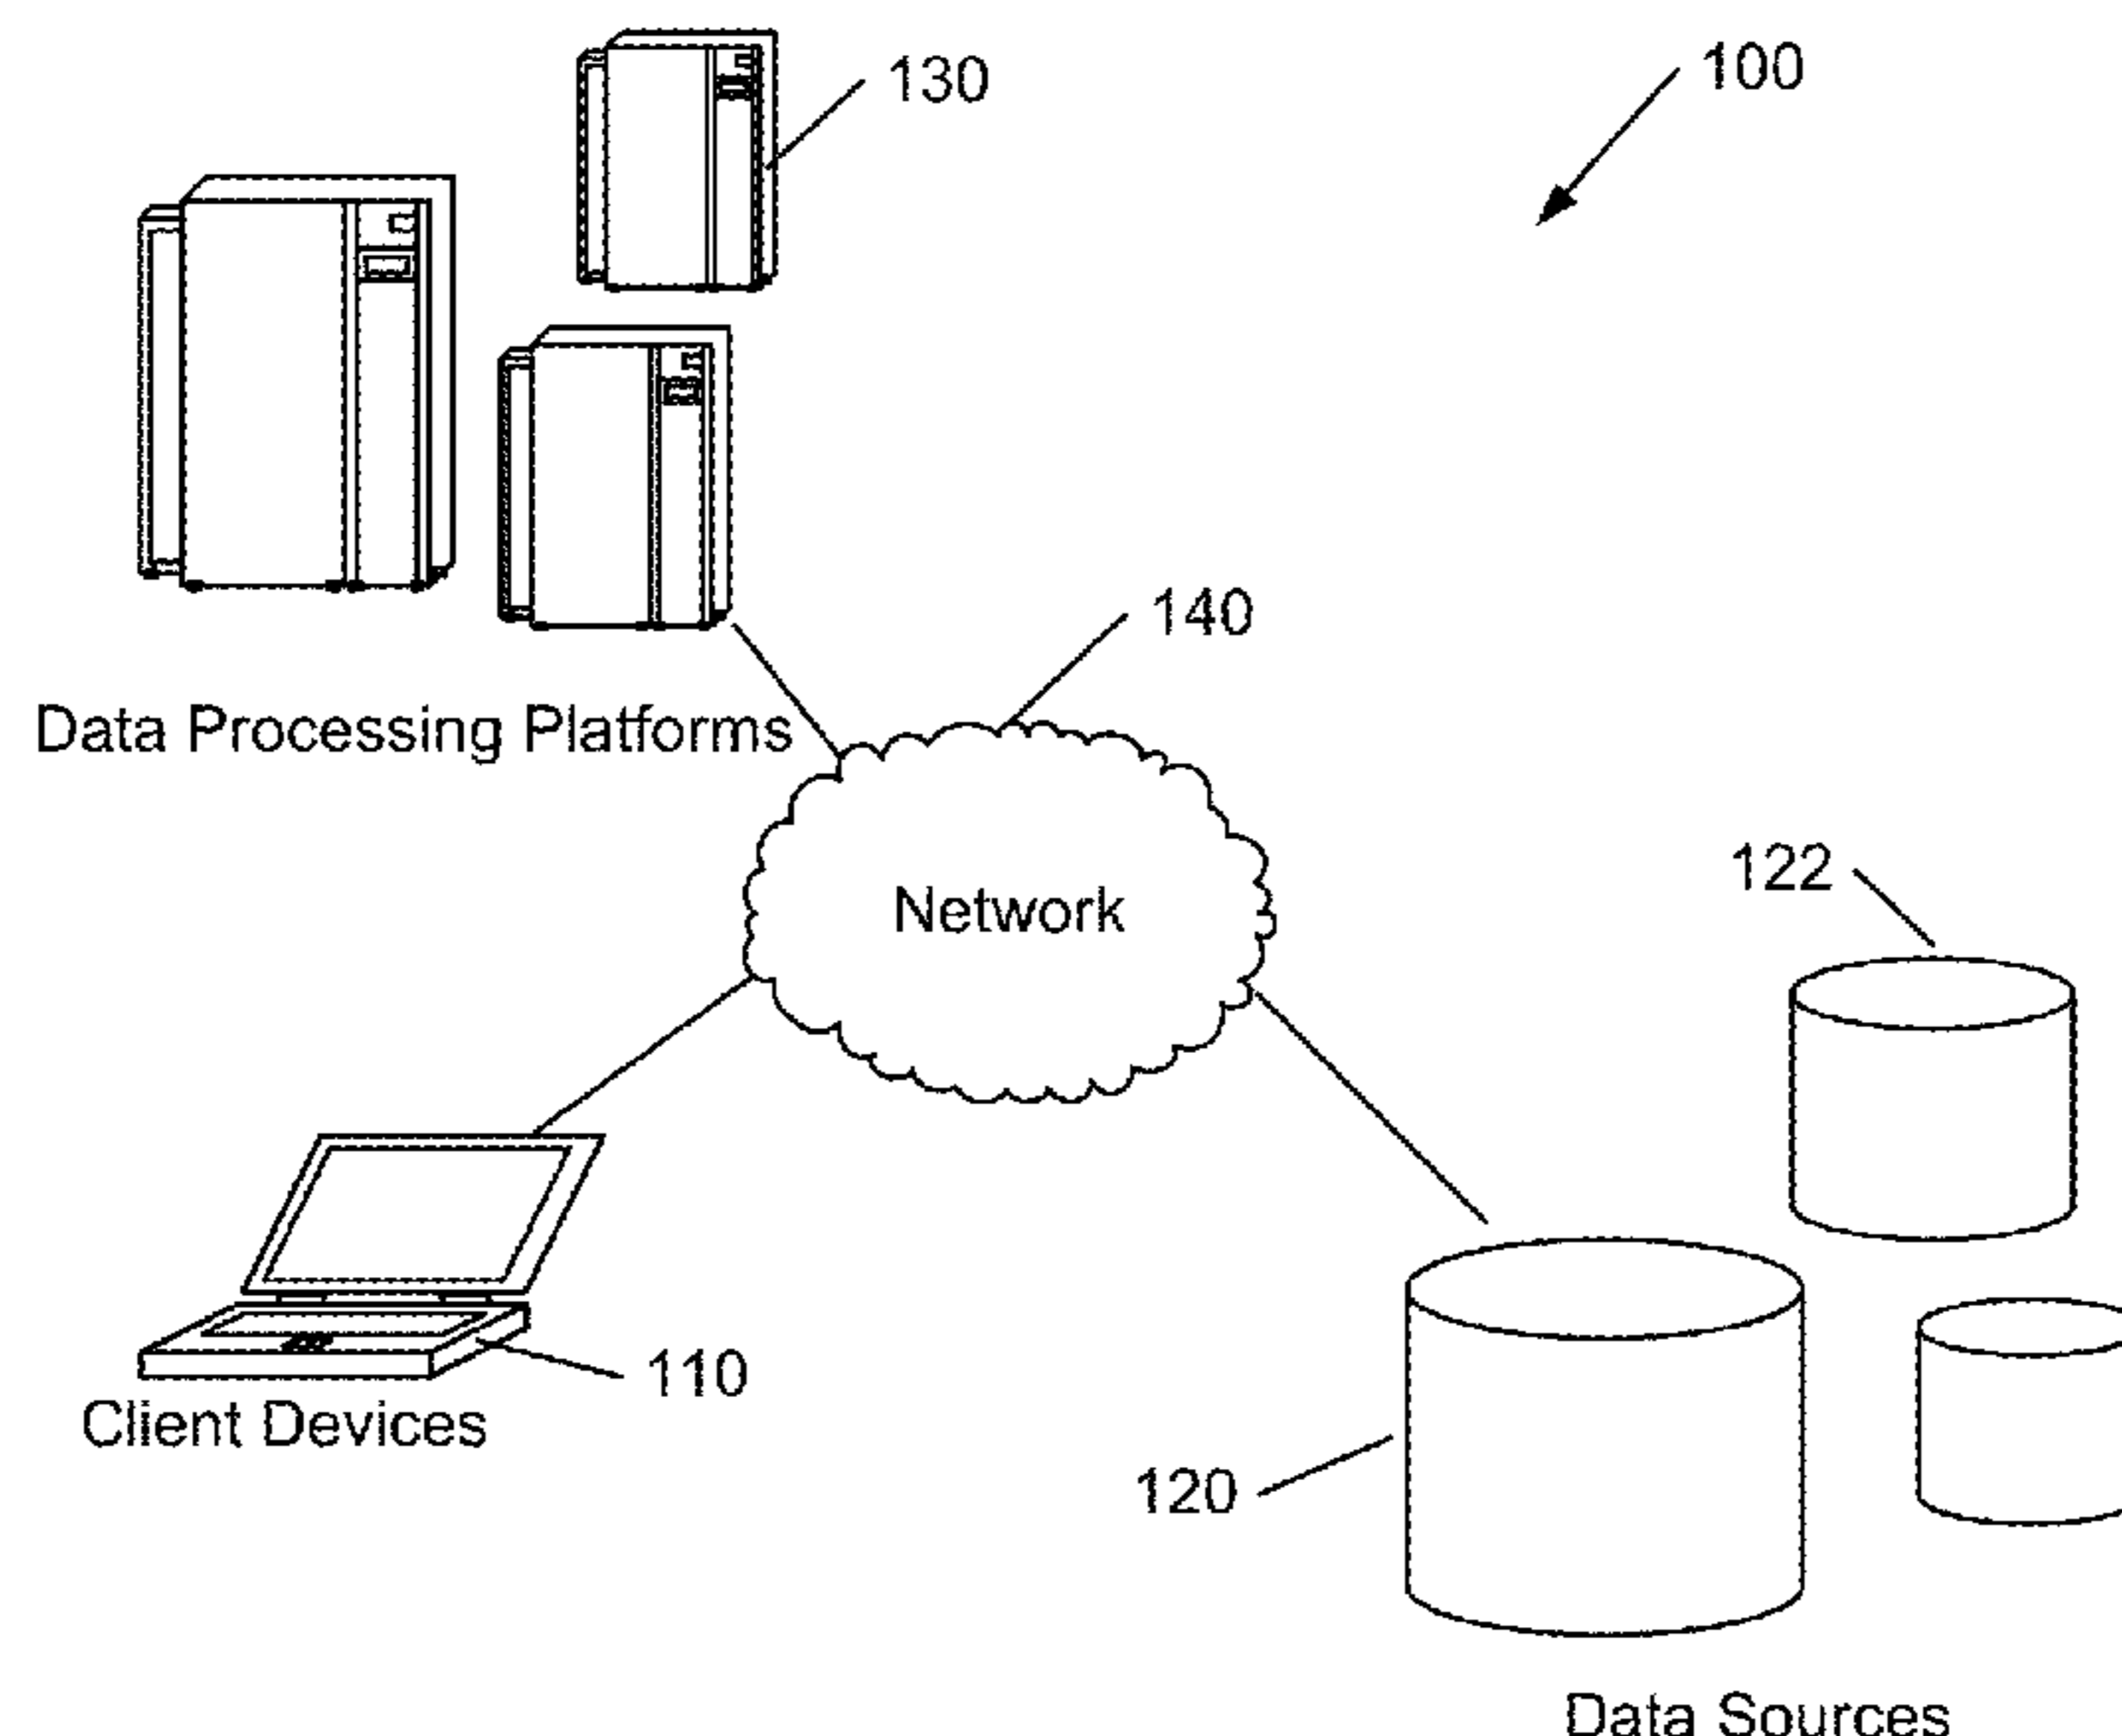 130
100
140
Data Processing Platforms
122
Network
110
Client Devices
120
Data Sources